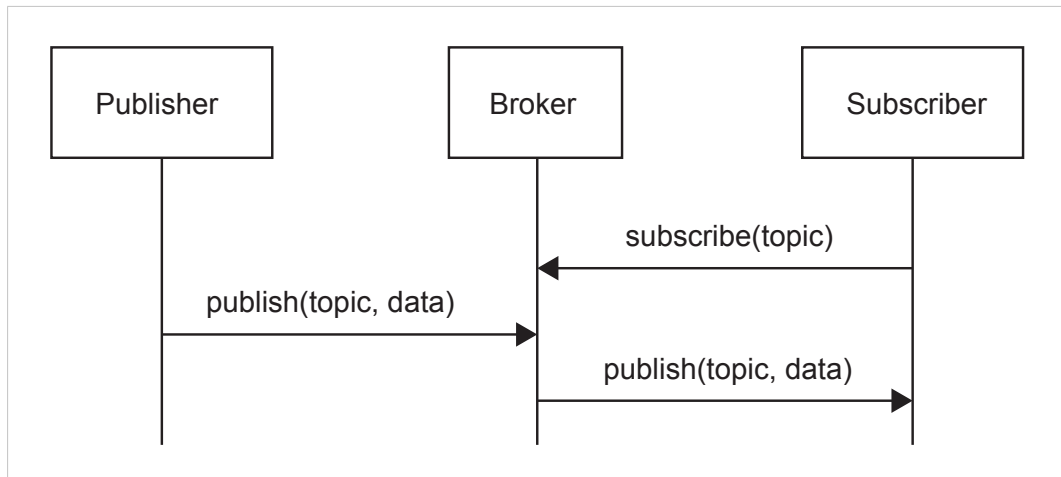 Publisher
Broker
Subscriber
subscribe(topic)
publish(topic, data)
publish(topic, data)